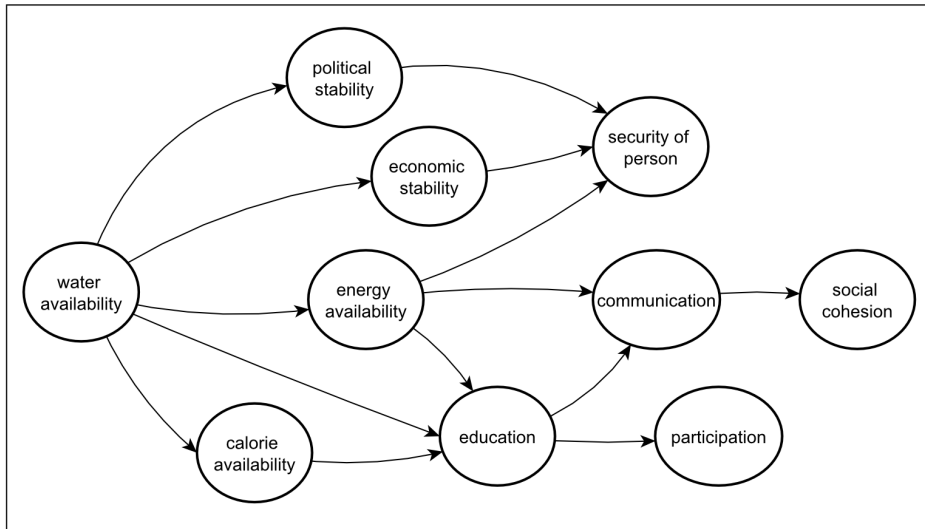 political
stability
security of
person
economic
stability
water
availability
energy
availability
communication
social
cohesion
calorie
availability
education
participation